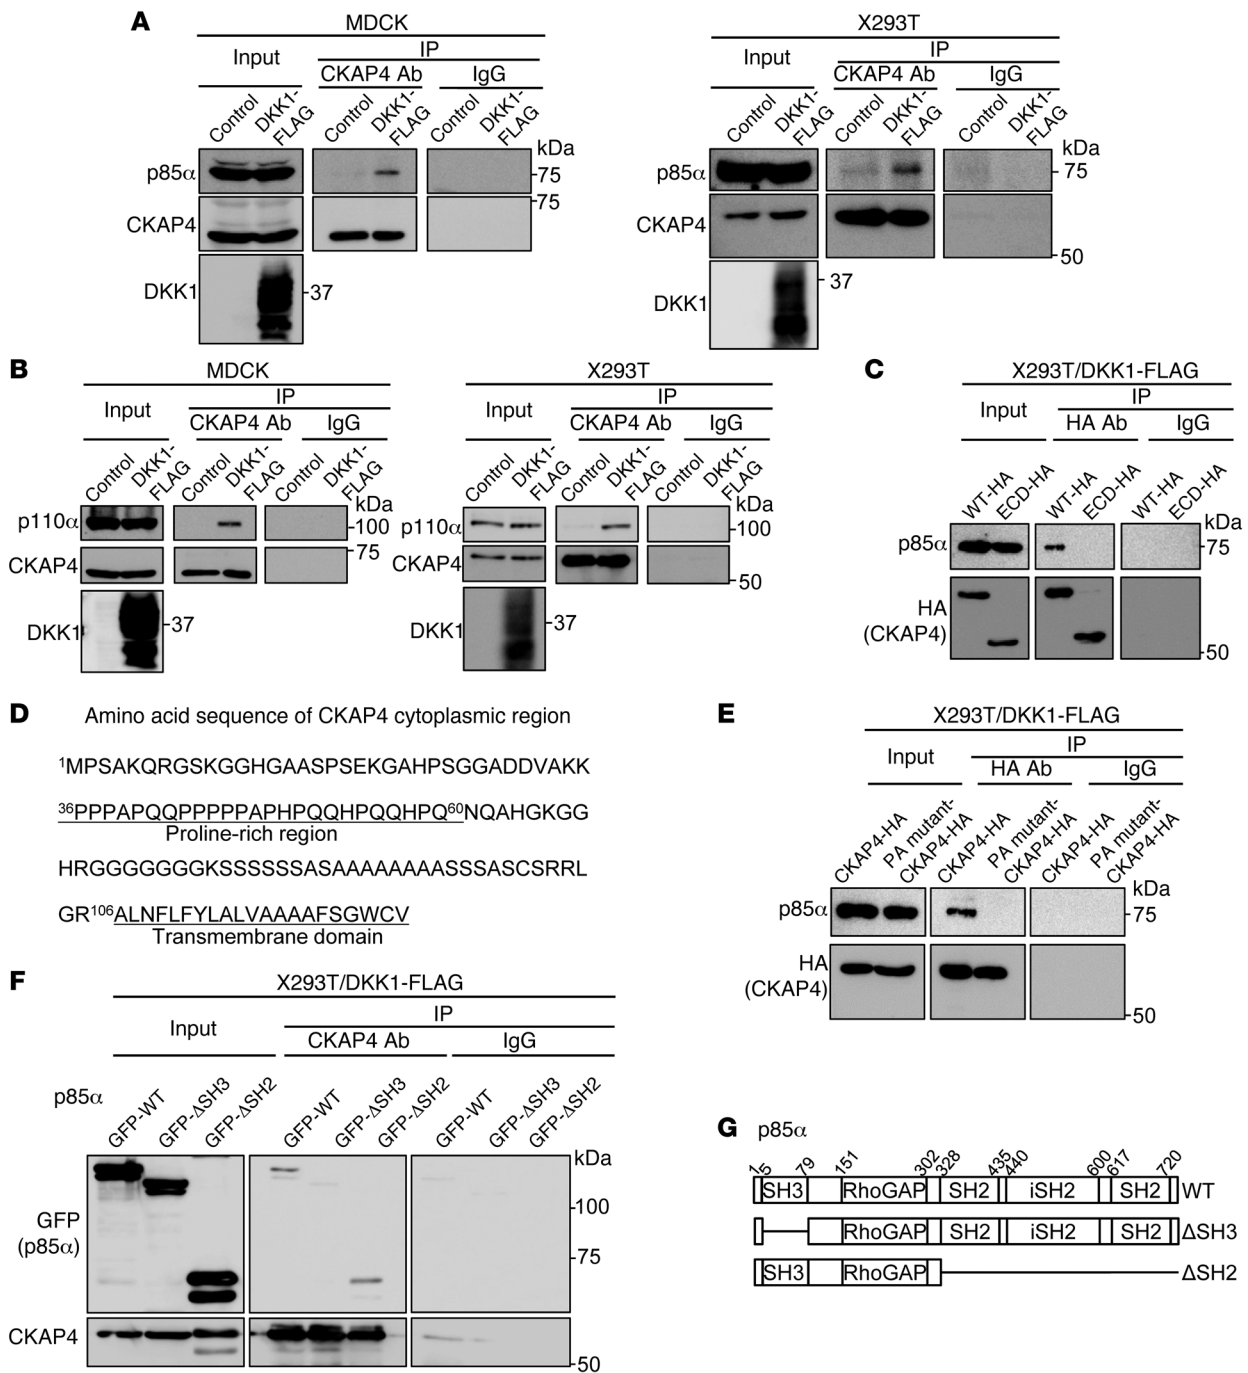 A
MDCK
Input
IP
CKAP4 Ab
IgG
Control
DKK1-FLAG
Control
DKK1-FLAG
Control
DKK1-FLAG
kDa
p85α
75
75
CKAP4
DKK1
37
X293T
Input
IP
CKAP4 Ab
IgG
Control
DKK1-FLAG
Control
DKK1-FLAG
Control
DKK1-FLAG
kDa
p85α
75
CKAP4
50
DKK1
37
B
MDCK
Input
IP
CKAP4 Ab
IgG
Control
DKK1-FLAG
Control
DKK1-FLAG
Control
DKK1-FLAG
kDa
p110α
100
75
CKAP4
DKK1
37
X293T
Input
IP
CKAP4 Ab
IgG
Control
DKK1-FLAG
Control
DKK1-FLAG
Control
DKK1-FLAG
kDa
p110α
100
CKAP4
50
DKK1
37
C
X293T/DKK1-FLAG
Input
IP
HA Ab
IgG
WT-HA
ECD-HA
WT-HA
ECD-HA
WT-HA
ECD-HA
kDa
p85α
75
HA
(CKAP4)
50
D
Amino acid sequence of CKAP4 cytoplasmic region
1MPSAKQRGSKGGHGAASPSEKGAHPSGGADDVAKK
36PPPAPQQPPPPPAPHPQQHPQQHPQ60NQAHGKGG
Proline-rich region
HRGGGGGGGKSSSSSSASAAAAAAAASSSASCSRRL
GR106ALNFLFYLALVAAAAFSGWCV
Transmembrane domain
E
X293T/DKK1-FLAG
Input
IP
HA Ab
IgG
CKAP4-HA
PA mutant-CKAP4-HA
CKAP4-HA
PA mutant-CKAP4-HA
CKAP4-HA
PA mutant-CKAP4-HA
kDa
p85α
75
HA
(CKAP4)
50
F
X293T/DKK1-FLAG
Input
IP
CKAP4 Ab
IgG
p85α
GFP-WT
GFP-ΔSH3
GFP-ΔSH2
GFP-WT
GFP-ΔSH3
GFP-ΔSH2
GFP-WT
GFP-ΔSH3
GFP-ΔSH2
kDa
100
GFP
(p85α)
75
CKAP4
50
G
p85α
1 5 79 151 302 328 435 440 600 617 720
SH3 RhoGAP SH2 iSH2 SH2 WT
RhoGAP SH2 iSH2 SH2 ΔSH3
SH3 RhoGAP ΔSH2